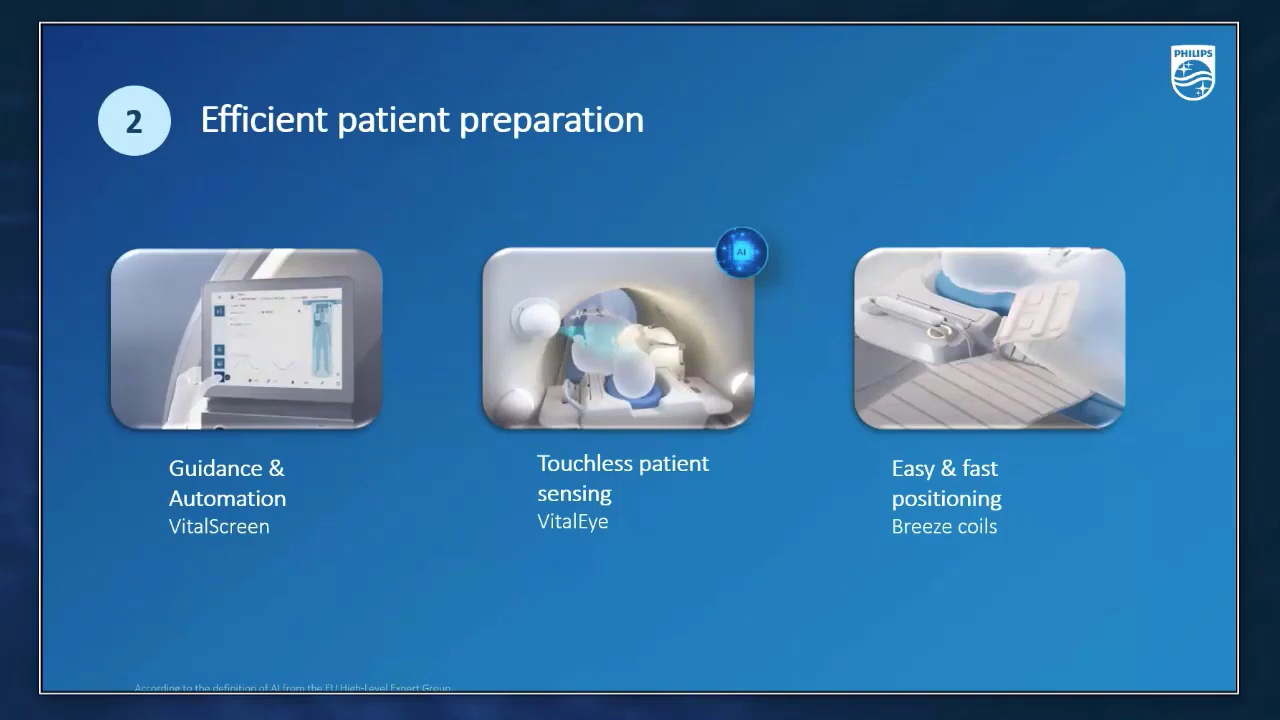 PHILIPS
2
Efficient patient preparation
AI
Guidance &
Automation
VitalScreen
Touchless patient
sensing
VitalEye
Easy & fast
positioning
Breeze coils
According to the definition of AI from the EU High-Level Expert Group.